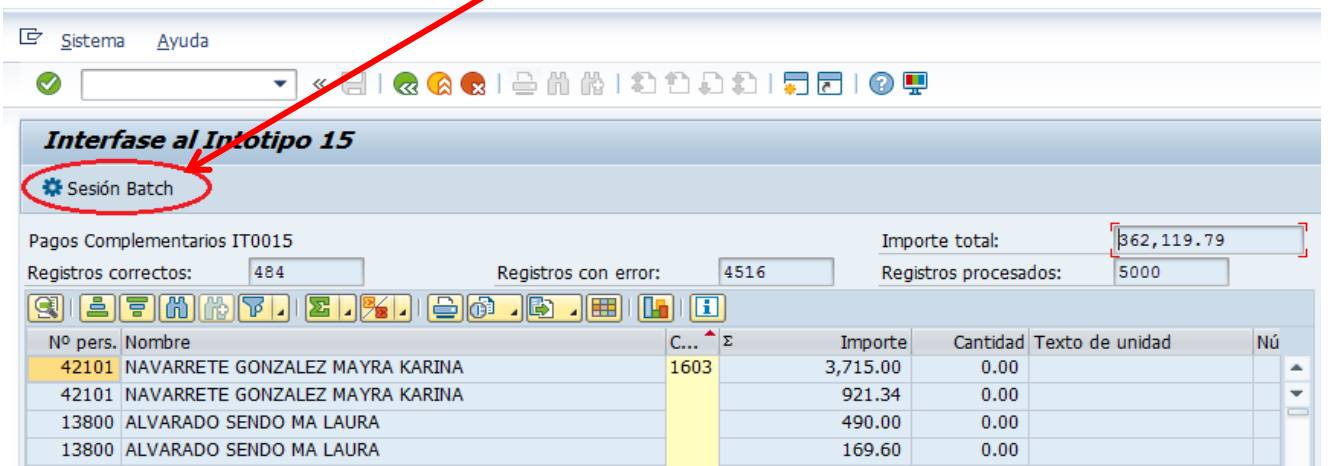 Sistema Ayuda
Interfase al Intotipo 15
Sesión Batch
Pagos Complementarios IT0015 Importe total: 362,119.79
Registros correctos: 484 Registros con error: 4516 Registros procesados: 5000
Nº pers. Nombre C... Σ Importe Cantidad Texto de unidad Nú
42101 NAVARRETE GONZALEZ MAYRA KARINA 1603 3,715.00 0.00
42101 NAVARRETE GONZALEZ MAYRA KARINA 921.34 0.00
13800 ALVARADO SENDO MA LAURA 490.00 0.00
13800 ALVARADO SENDO MA LAURA 169.60 0.00